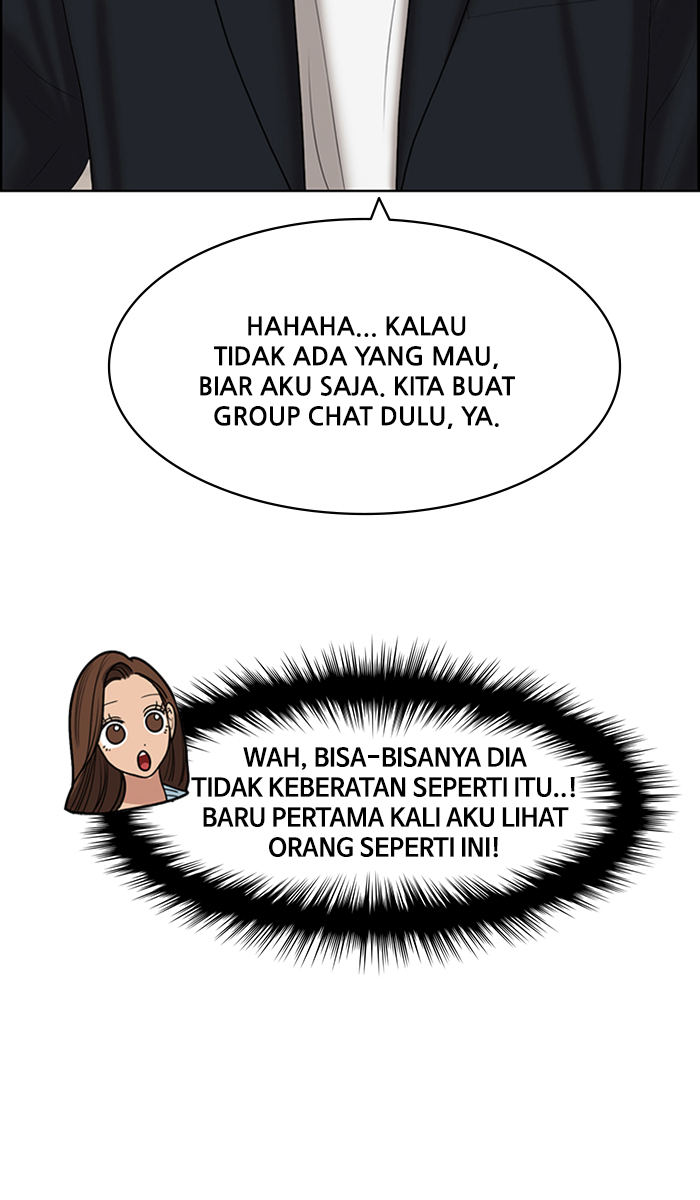 HAHAHA... KALAU
TIDAK ADA YANG MAU,
BIAR AKU SAJA. KITA BUAT
GROUP CHAT DULU, YA.
WAH, BISA-BISANYA DIA
TIDAK KEBERATAN SEPERTI ITU..!
BARU PERTAMA KALI AKU LIHAT
ORANG SEPERTI INI!